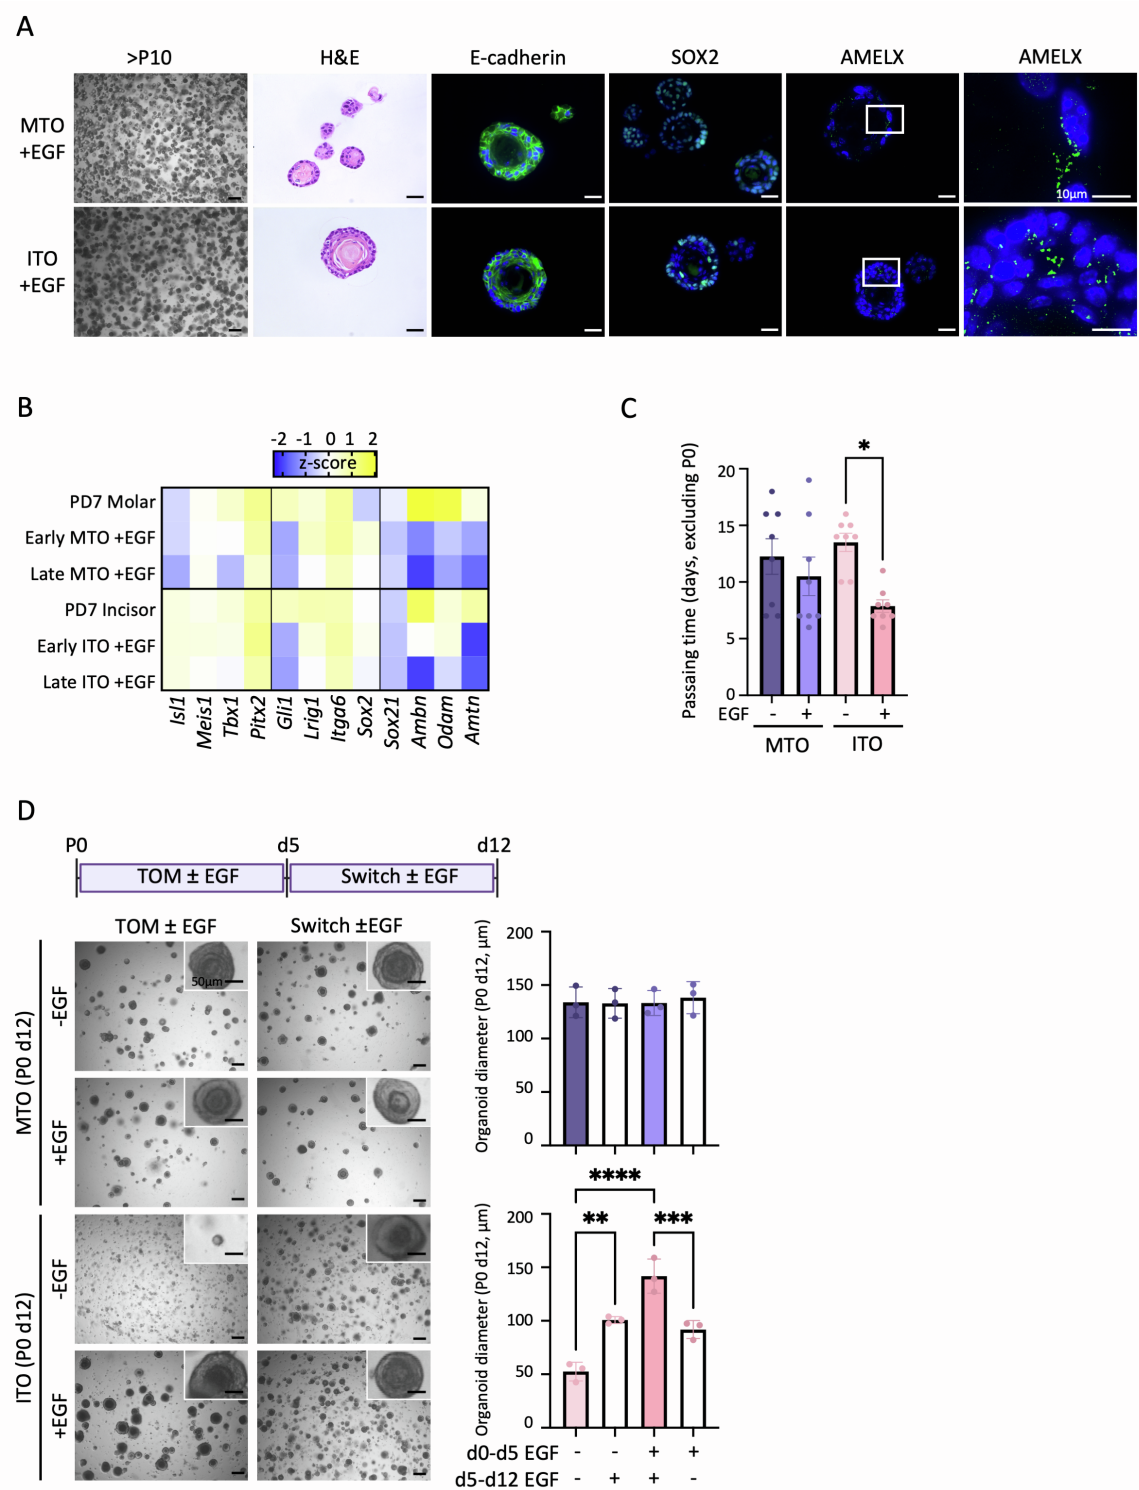 A
>P10 H&E E-cadherin SOX2 AMELX AMELX
MTO
+EGF
10µm
ITO
+EGF
B
-2 -1 0 1 2
z-score
PD7 Molar
Early MTO +EGF
Late MTO +EGF
PD7 Incisor
Early ITO +EGF
Late ITO +EGF
Isl1 Meis1 Tbx1 Pitx2 Gli1 Lrig1 Itga6 Sox2 Sox21 Ambn Odam Amtn
C
Passaing time (days, excluding P0)
20
15
10
5
0
*
EGF - + - +
MTO ITO
D
P0 d5 d12
TOM ± EGF Switch ± EGF
TOM ± EGF Switch ±EGF
MTO (P0 d12)
-EGF
50µm
+EGF
ITO (P0 d12)
-EGF
+EGF
Organoid diameter (P0 d12, µm)
200
150
100
50
0
Organoid diameter (P0 d12, µm)
200
150
100
50
0
****
** ***
d0-d5 EGF - - + +
d5-d12 EGF - + + -